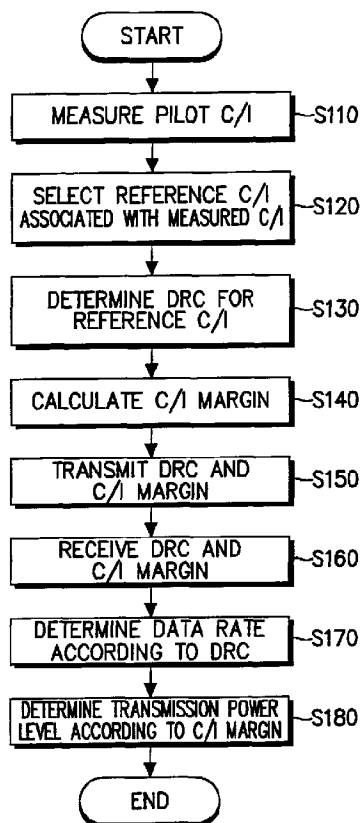 START
MEASURE PILOT C/I
S110
SELECT REFERENCE C/I
ASSOCIATED WITH MEASURED C/I
S120
DETERMINE DRC FOR
REFERENCE C/I
S130
CALCULATE C/I MARGIN
S140
TRANSMIT DRC AND
C/I MARGIN
S150
RECEIVE DRC AND
C/I MARGIN
S160
DETERMINE DATA RATE
ACCORDING TO DRC
S170
DETERMINE TRANSMISSION POWER
LEVEL ACCORDING TO C/I MARGIN
S180
END